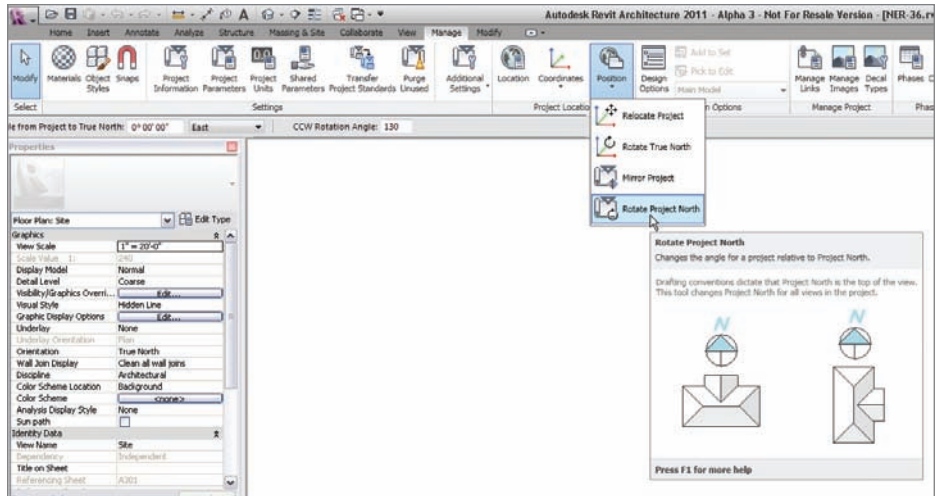 Autodesk Revit Architecture 2011 - Alpha 3 - Not For Resale Version - [NER-36.rv
Home Insert Annotate Analyze Structure Massing & Site Collaborate View Manage Modify
Modify Materials Object Styles Snaps Project Information Project Parameters Project Units Shared Parameters Transfer Project Standards Purge Unused Additional Settings Location Coordinates Position Design Options Add to Set Pick to Edit Main Model Manage Links Manage Images Decal Types Phases
Select Settings Project Locatio n Options Manage Project Phas
le from Project to True North: 0° 00' 00" East CCW Rotation Angle: 130
Relocate Project
Rotate True North
Mirror Project
Rotate Project North
Properties
Floor Plan: Site Edit Type
Graphics
View Scale 1" = 20'-0"
Scale Value 1: 240
Display Model Normal
Detail Level Coarse
Visibility/Graphics Overri... Edit...
Visual Style Hidden Line
Graphic Display Options Edit...
Underlay None
Underlay Orientation Plan
Orientation True North
Wall Join Display Clean all wall joins
Discipline Architectural
Color Scheme Location Background
Color Scheme <none>
Analysis Display Style None
Sun path
Identity Data
View Name Site
Dependency Independent
Title on Sheet
Referencing Sheet A301
Rotate Project North
Changes the angle for a project relative to Project North.
Drafting conventions dictate that Project North is the top of the view.
This tool changes Project North for all views in the project.
N N
Press F1 for more help